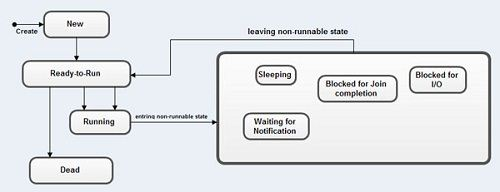 New
Create
leaving non-runnable state
Ready-to-Run
Sleeping
Blocked for Join
completion
Blocked for
I/O
Running
entring non-runnable state
Waiting for
Notification
Dead